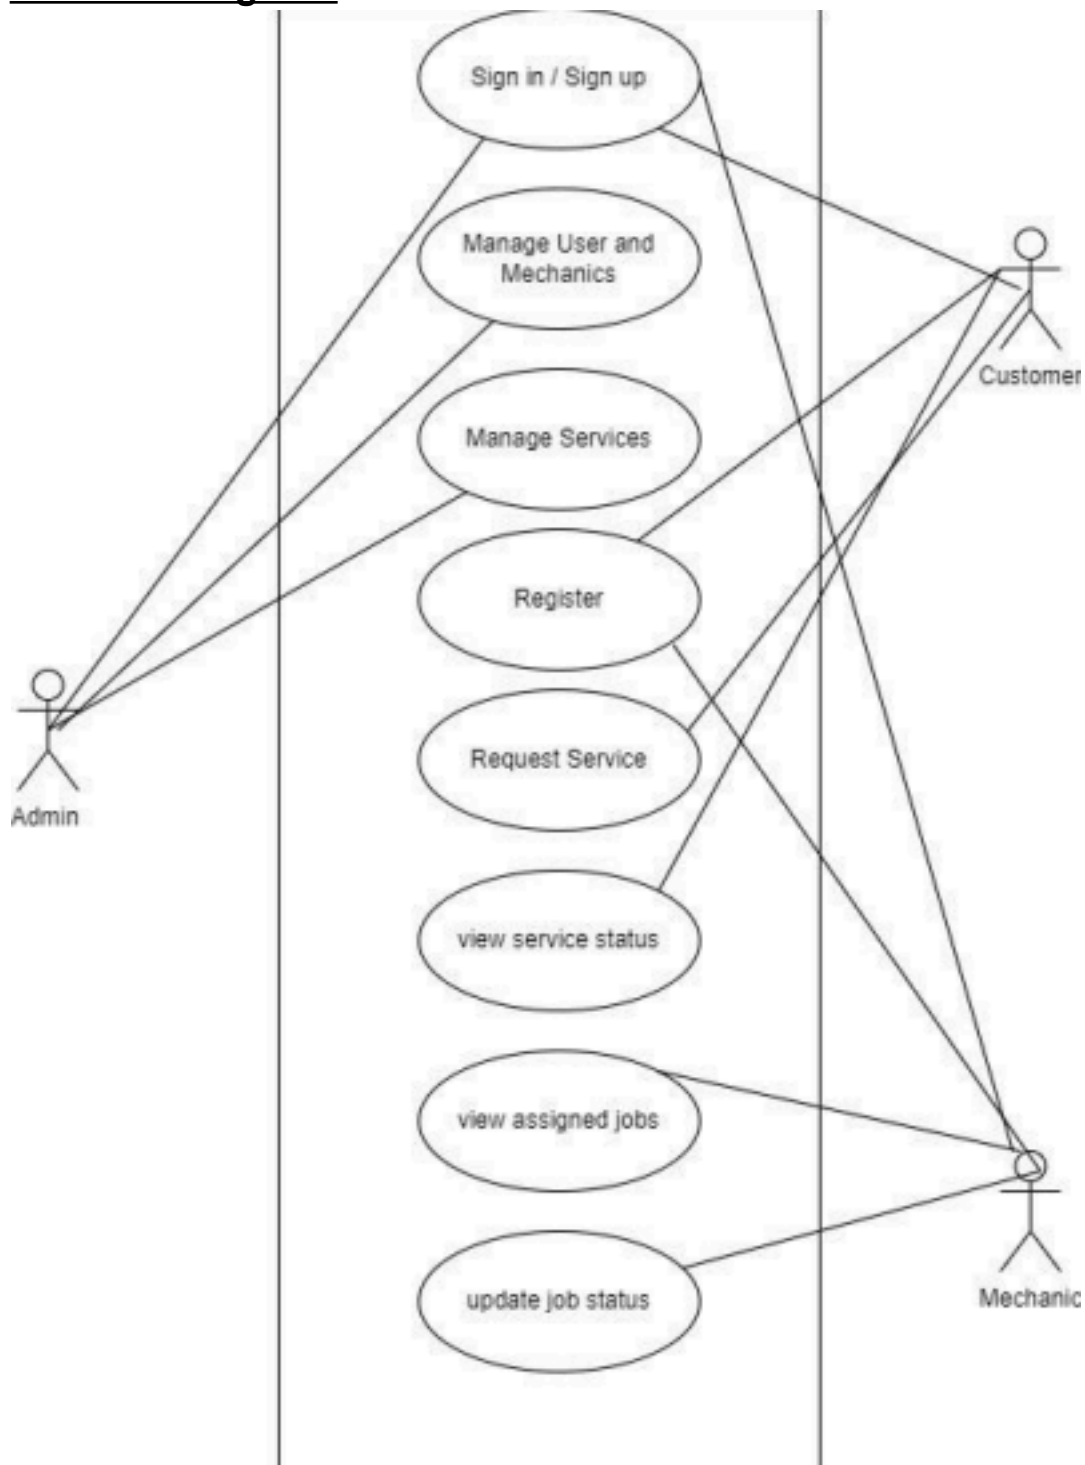 Sign in / Sign up
Manage User and
Mechanics
Manage Services
Customer
Register
Request Service
Admin
view service status
view assigned jobs
update job status
Mechanic